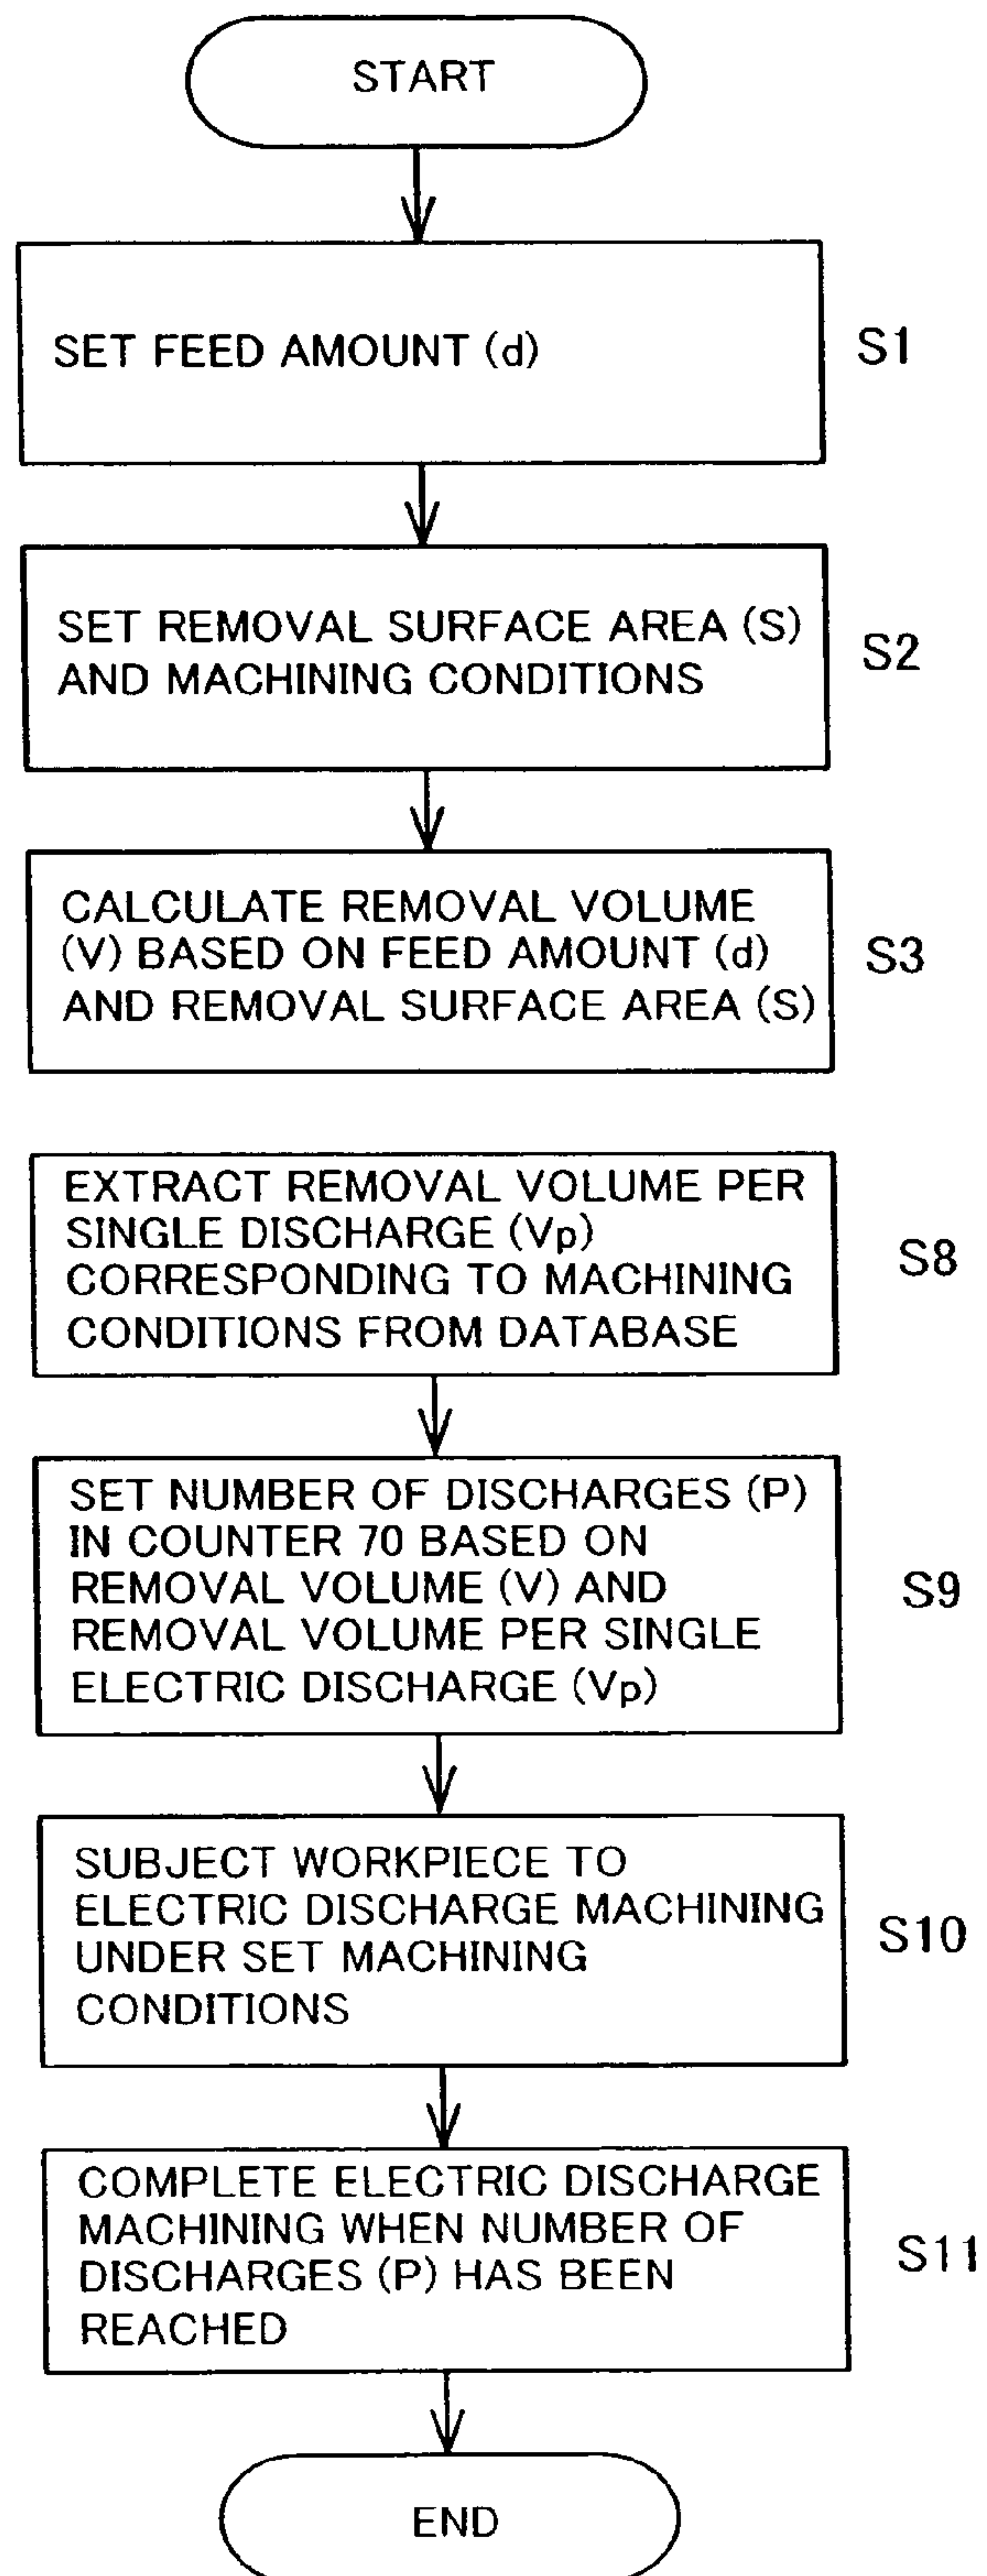 START
SET FEED AMOUNT (d)
S1
SET REMOVAL SURFACE AREA (S)
AND MACHINING CONDITIONS
S2
CALCULATE REMOVAL VOLUME
(V) BASED ON FEED AMOUNT (d)
AND REMOVAL SURFACE AREA (S)
S3
EXTRACT REMOVAL VOLUME PER
SINGLE DISCHARGE (Vp)
CORRESPONDING TO MACHINING
CONDITIONS FROM DATABASE
S8
SET NUMBER OF DISCHARGES (P)
IN COUNTER 70 BASED ON
REMOVAL VOLUME (V) AND
REMOVAL VOLUME PER SINGLE
ELECTRIC DISCHARGE (Vp)
S9
SUBJECT WORKPIECE TO
ELECTRIC DISCHARGE MACHINING
UNDER SET MACHINING
CONDITIONS
S10
COMPLETE ELECTRIC DISCHARGE
MACHINING WHEN NUMBER OF
DISCHARGES (P) HAS BEEN
REACHED
S11
END